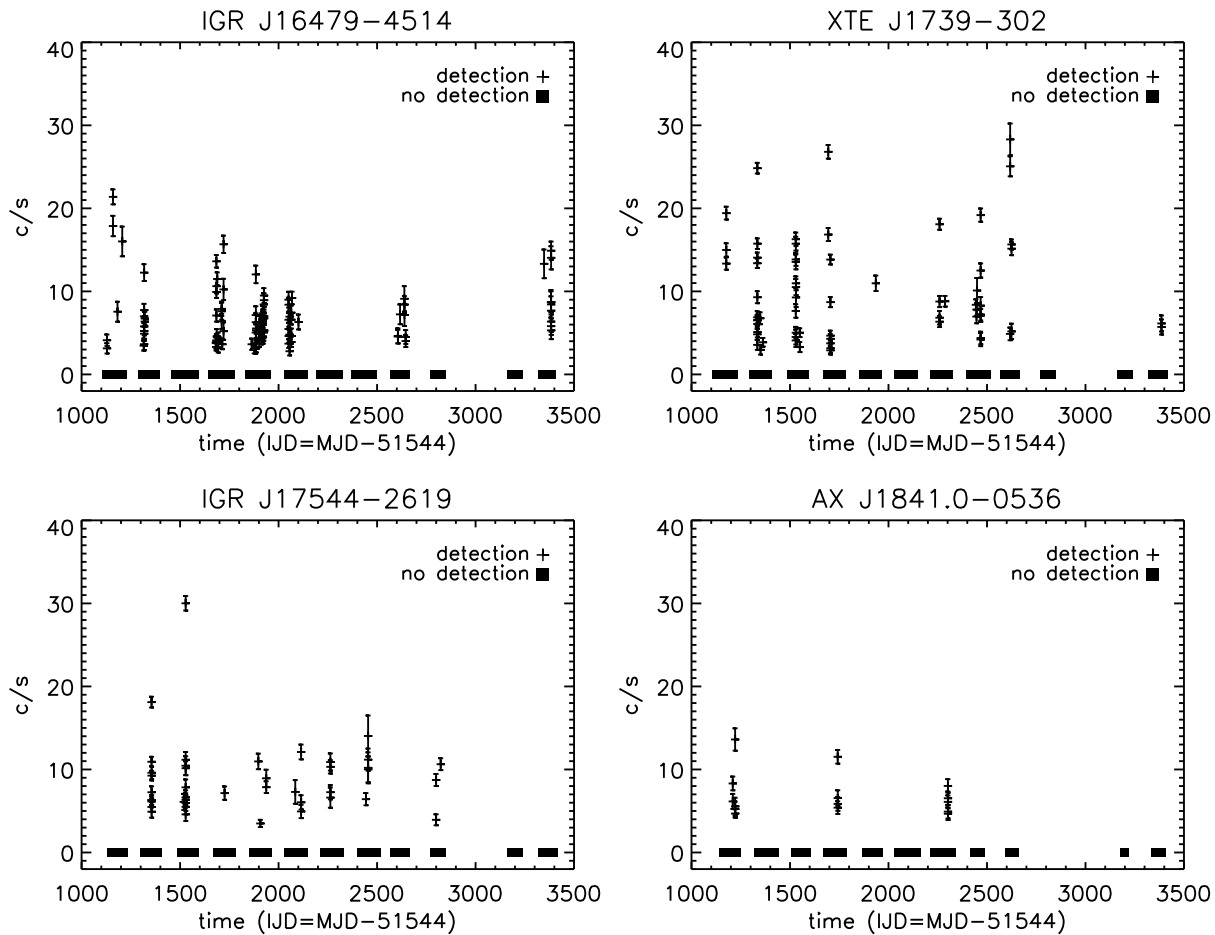 IGR J16479−4514
40
30
20
10
0
c/s
detection
no detection
1000 1500 2000 2500 3000 3500
time (IJD=MJD−51544)
XTE J1739−302
40
30
20
10
0
c/s
detection
no detection
1000 1500 2000 2500 3000 3500
time (IJD=MJD−51544)
IGR J17544−2619
40
30
20
10
0
c/s
detection
no detection
1000 1500 2000 2500 3000 3500
time (IJD=MJD−51544)
AX J1841.0−0536
40
30
20
10
0
c/s
detection
no detection
1000 1500 2000 2500 3000 3500
time (IJD=MJD−51544)